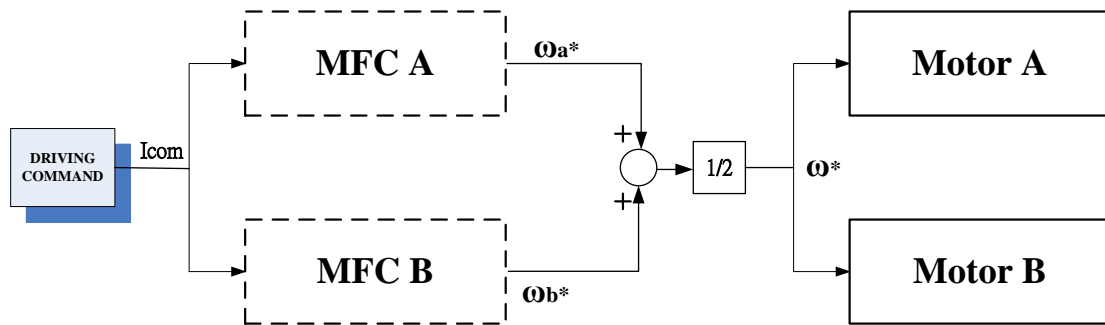 MFC A
ωa*
Motor A
DRIVING
COMMAND
Icom
+
+
1/2
ω*
MFC B
ωb*
Motor B